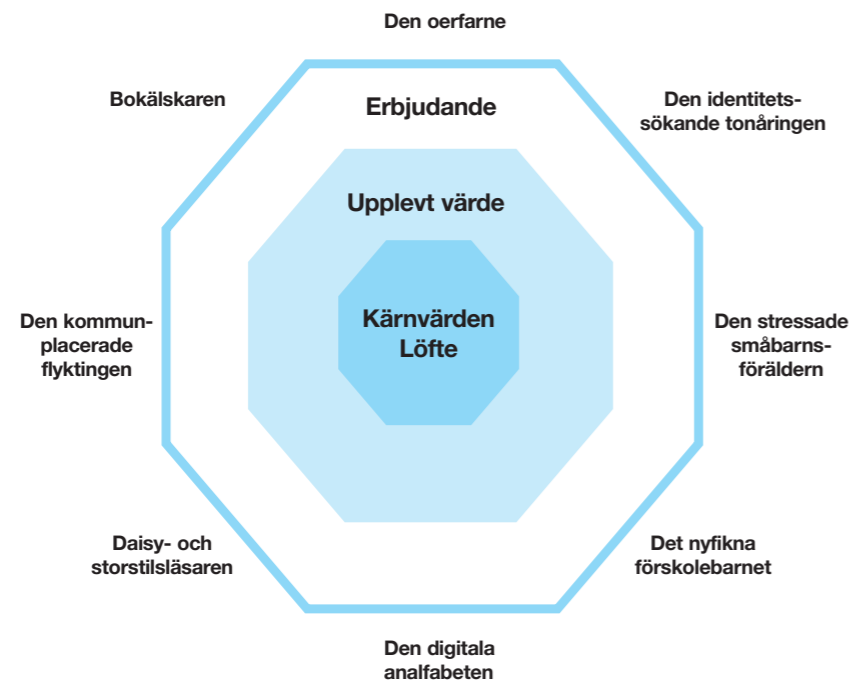 Den oerfarne
Bokälskaren
Den identitets-
sökande tonåringen
Erbjudande
Upplevt värde
Kärnvärden
Löfte
Den kommun-
placerade
flyktingen
Den stressade
småbarns-
föräldern
Daisy- och
storstilsläsaren
Det nyfikna
förskolebarnet
Den digitala
analfabeten